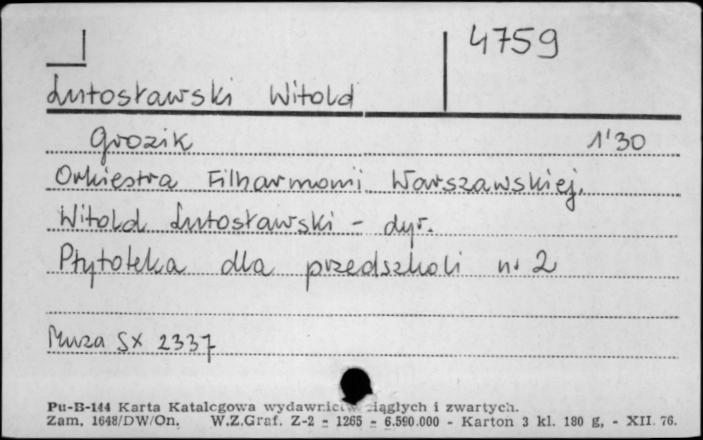 4759
Lutosławski Witold
Grozik 1'30
Orkiestra Filharmonii Warszawskiej.
Witold Lutosławski - dyr.
Płytoteka dla przedszkoli nr 2
Muza SX 2337
Pu-B-144 Karta Katalogowa wydawnictw ciągłych i zwartych.
Zam. 1648/DW/On. W.Z.Graf. Z-2 - 1265 - 6.590.000 - Karton 3 kl. 180 g, - XII. 76.